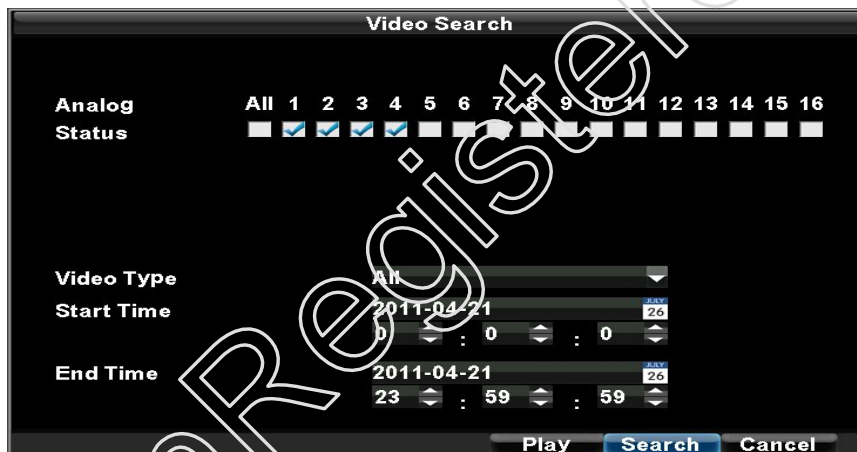 Video Search
Analog All 1 2 3 4 5 6 7 8 9 10 11 12 13 14 15 16
Status
Video Type All
Start Time 2011-04-21 JULY 26
0 : 0 : 0
End Time 2011-04-21 JULY 26
23 : 59 : 59
Play Search Cancel